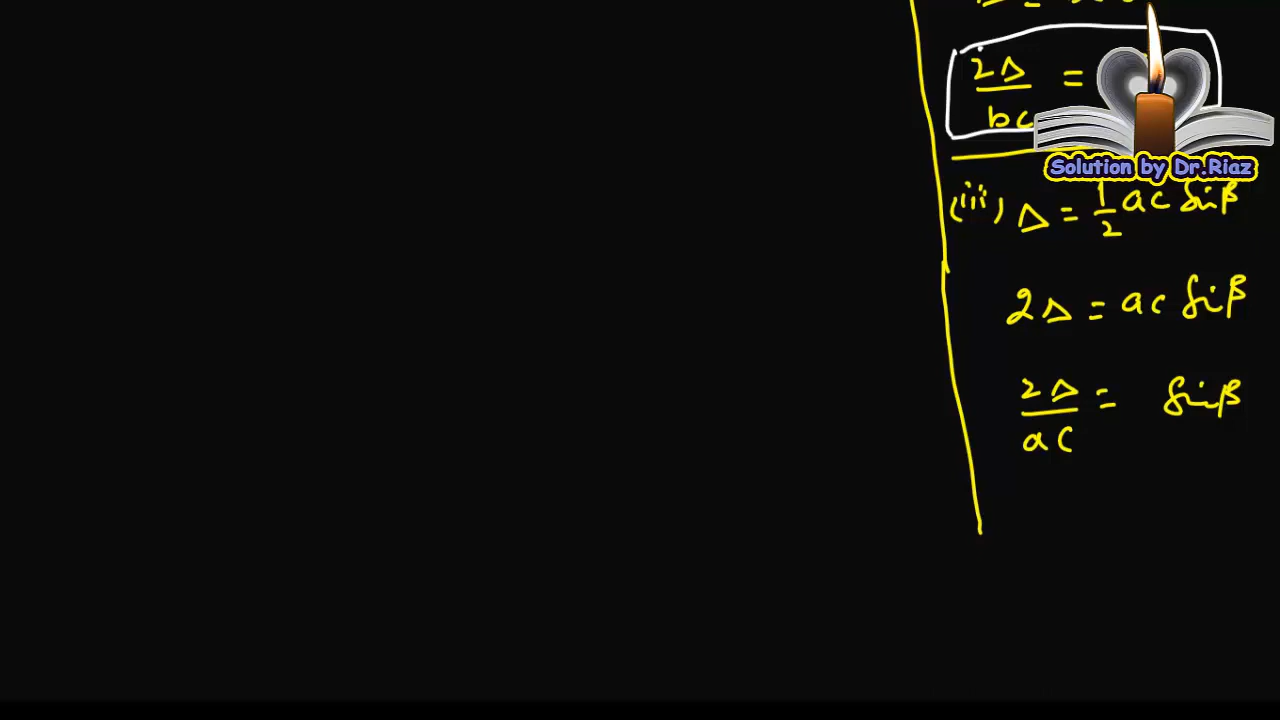 2Δ/bc =
Solution by Dr.Riaz
(iii) Δ = 1/2 ac Sinβ
2Δ = ac Sinβ
2Δ/ac = Sinβ